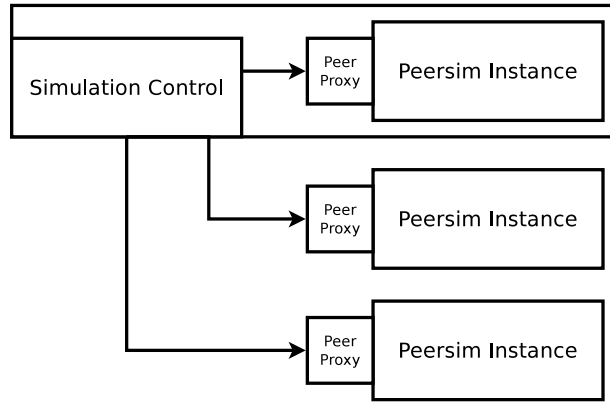 Simulation Control
Peer
Proxy
Peersim Instance
Peer
Proxy
Peersim Instance
Peer
Proxy
Peersim Instance